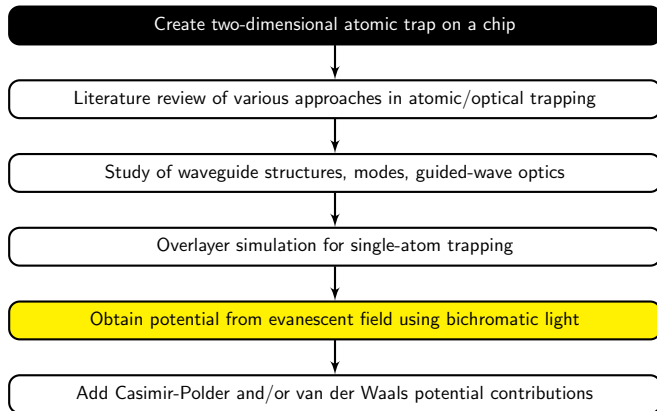 Create two-dimensional atomic trap on a chip
Literature review of various approaches in atomic/optical trapping
Study of waveguide structures, modes, guided-wave optics
Overlayer simulation for single-atom trapping
Obtain potential from evanescent field using bichromatic light
Add Casimir-Polder and/or van der Waals potential contributions